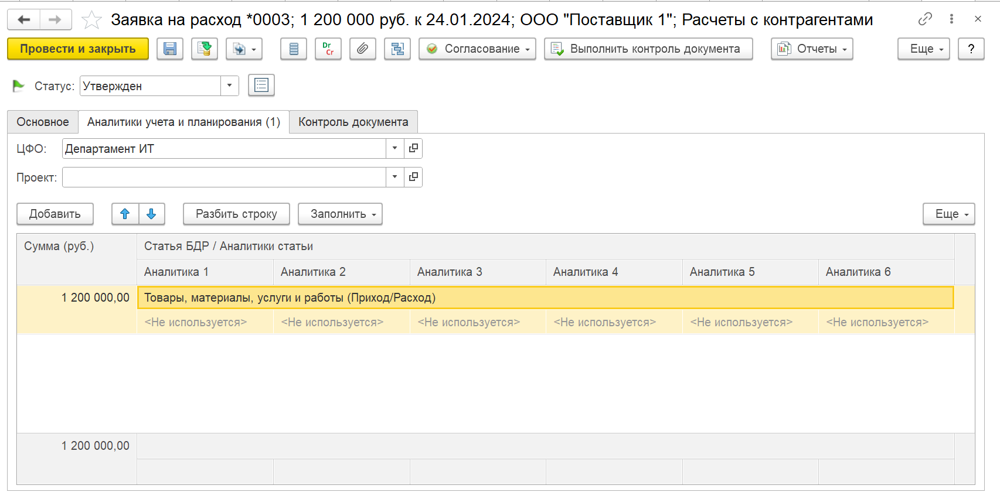 Заявка на расход *0003; 1 200 000 руб. к 24.01.2024; ООО "Поставщик 1"; Расчеты с контрагентами
Провести и закрыть
Dr
Cr
Согласование
Выполнить контроль документа
Отчеты
Еще
?
Статус: Утвержден
Основное
Аналитики учета и планирования (1)
Контроль документа
ЦФО: Департамент ИТ
Проект:
Добавить
Разбить строку
Заполнить
Еще
Сумма (руб.)
Статья БДР / Аналитики статьи
Аналитика 1
Аналитика 2
Аналитика 3
Аналитика 4
Аналитика 5
Аналитика 6
1 200 000,00
Товары, материалы, услуги и работы (Приход/Расход)
<Не используется>
<Не используется>
<Не используется>
<Не используется>
<Не используется>
<Не используется>
1 200 000,00